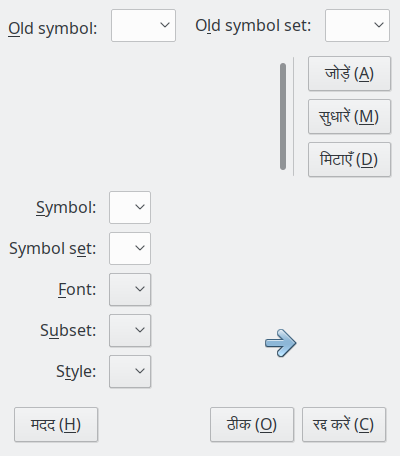 Old symbol: Old symbol set:
जोड़ें (A)
सुधारें (M)
मिटाएँ (D)
Symbol:
Symbol set:
Font:
Subset:
Style:
मदद (H) ठीक (O) रद्द करें (C)